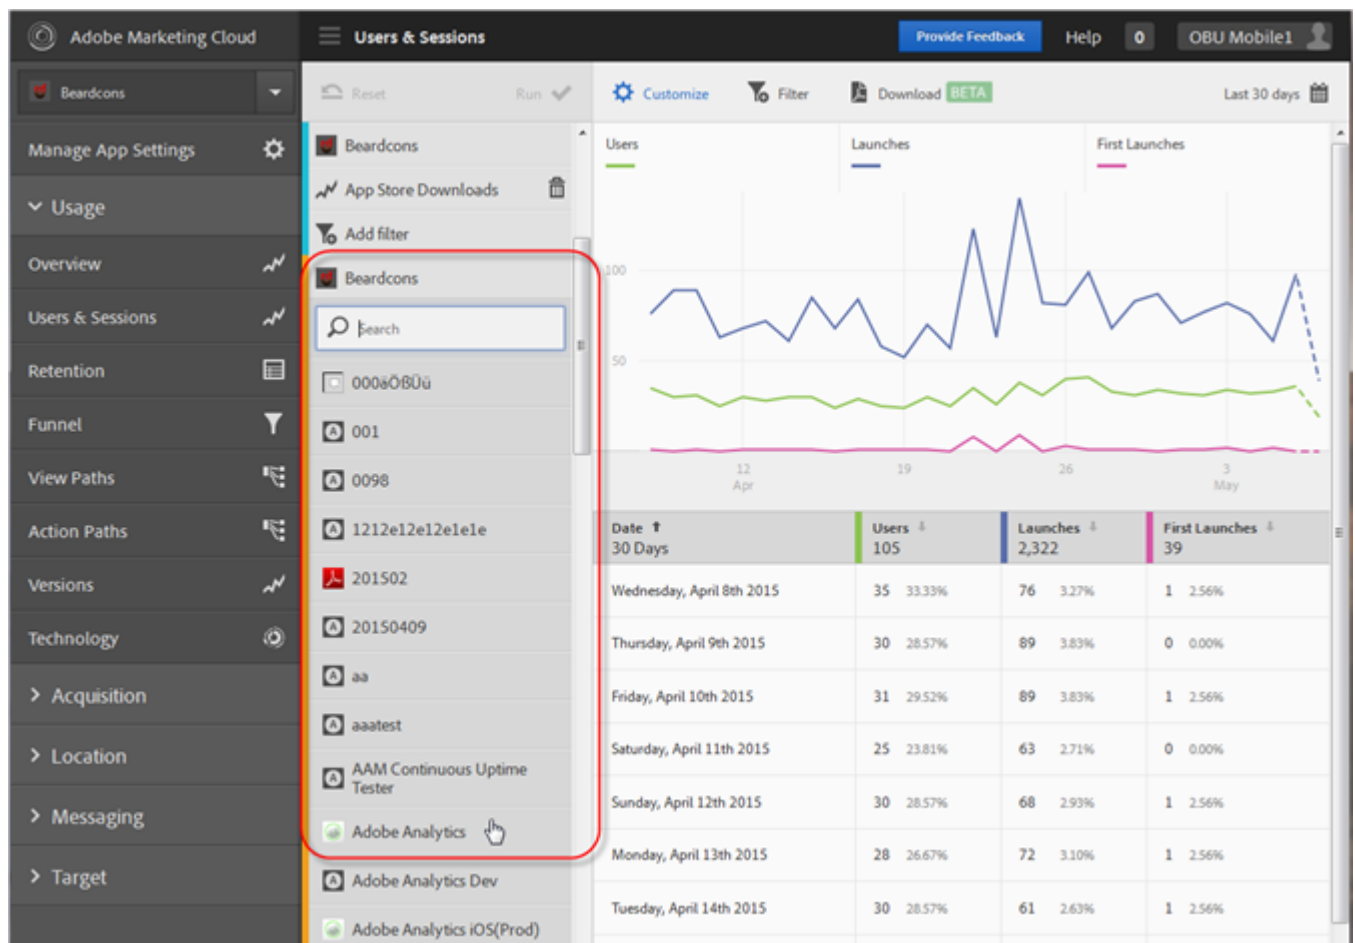 Adobe Marketing Cloud
Users & Sessions
Provide Feedback
Help
0
OBU Mobile1
Beardcons
Reset
Run
Customize
Filter
Download BETA
Last 30 days
Manage App Settings
Usage
Overview
Users & Sessions
Retention
Funnel
View Paths
Action Paths
Versions
Technology
Acquisition
Location
Messaging
Target
Beardcons
App Store Downloads
Add filter
Beardcons
Search
000äÖßÜü
001
0098
1212e12e12e1e1e
201502
20150409
aa
aaatest
AAM Continuous Uptime
Tester
Adobe Analytics
Adobe Analytics Dev
Adobe Analytics iOS(Prod)
Users
Launches
First Launches
100
50
12
Apr
19
26
3
May
Date Users Launches First Launches
30 Days 105 2,322 39
Wednesday, April 8th 2015 35 33.33% 76 3.27% 1 2.56%
Thursday, April 9th 2015 30 28.57% 89 3.83% 0 0.00%
Friday, April 10th 2015 31 29.52% 89 3.83% 1 2.56%
Saturday, April 11th 2015 25 23.81% 63 2.71% 0 0.00%
Sunday, April 12th 2015 30 28.57% 68 2.93% 1 2.56%
Monday, April 13th 2015 28 26.67% 72 3.10% 1 2.56%
Tuesday, April 14th 2015 30 28.57% 61 2.63% 1 2.56%